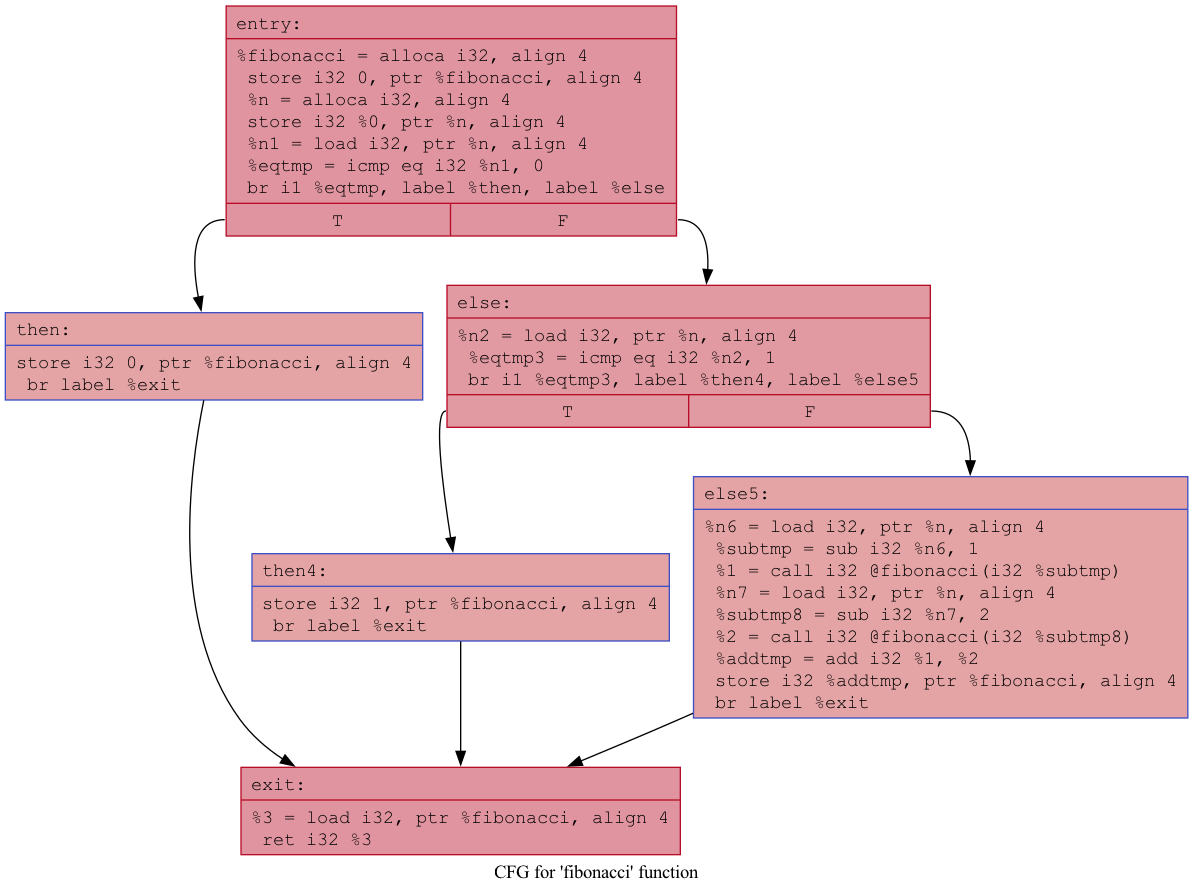 entry:
%fibonacci = alloca i32, align 4
store i32 0, ptr %fibonacci, align 4
%n = alloca i32, align 4
store i32 %0, ptr %n, align 4
%n1 = load i32, ptr %n, align 4
%eqtmp = icmp eq i32 %n1, 0
br i1 %eqtmp, label %then, label %else
T F
then:
store i32 0, ptr %fibonacci, align 4
br label %exit
else:
%n2 = load i32, ptr %n, align 4
%eqtmp3 = icmp eq i32 %n2, 1
br i1 %eqtmp3, label %then4, label %else5
T F
then4:
store i32 1, ptr %fibonacci, align 4
br label %exit
else5:
%n6 = load i32, ptr %n, align 4
%subtmp = sub i32 %n6, 1
%1 = call i32 @fibonacci(i32 %subtmp)
%n7 = load i32, ptr %n, align 4
%subtmp8 = sub i32 %n7, 2
%2 = call i32 @fibonacci(i32 %subtmp8)
%addtmp = add i32 %1, %2
store i32 %addtmp, ptr %fibonacci, align 4
br label %exit
exit:
%3 = load i32, ptr %fibonacci, align 4
ret i32 %3
CFG for 'fibonacci' function